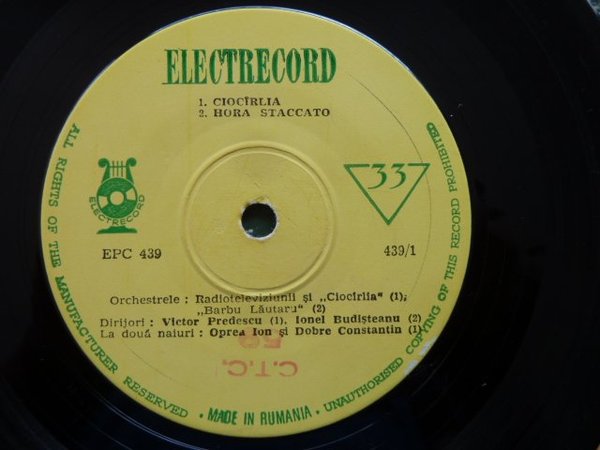 ELECTRECORD
1. CIOCÎRLIA
2. HORA STACCATO
ELECTRECORD
33
EPC 439
439/1
Orchestrele : Radioteleviziunii şi „Ciocîrlia“ (1);
„Barbu Lăutaru“ (2)
Dirijori : Victor Predescu (1), Ionel Budişteanu (2)
La două naiuri : Oprea Ion şi Dobre Constantin (1)
C.T.C.
ALL RIGHTS OF THE MANUFACTURER RESERVED • MADE IN RUMANIA • UNAUTHORISED COPYING OF THIS RECORD PROHIBITED